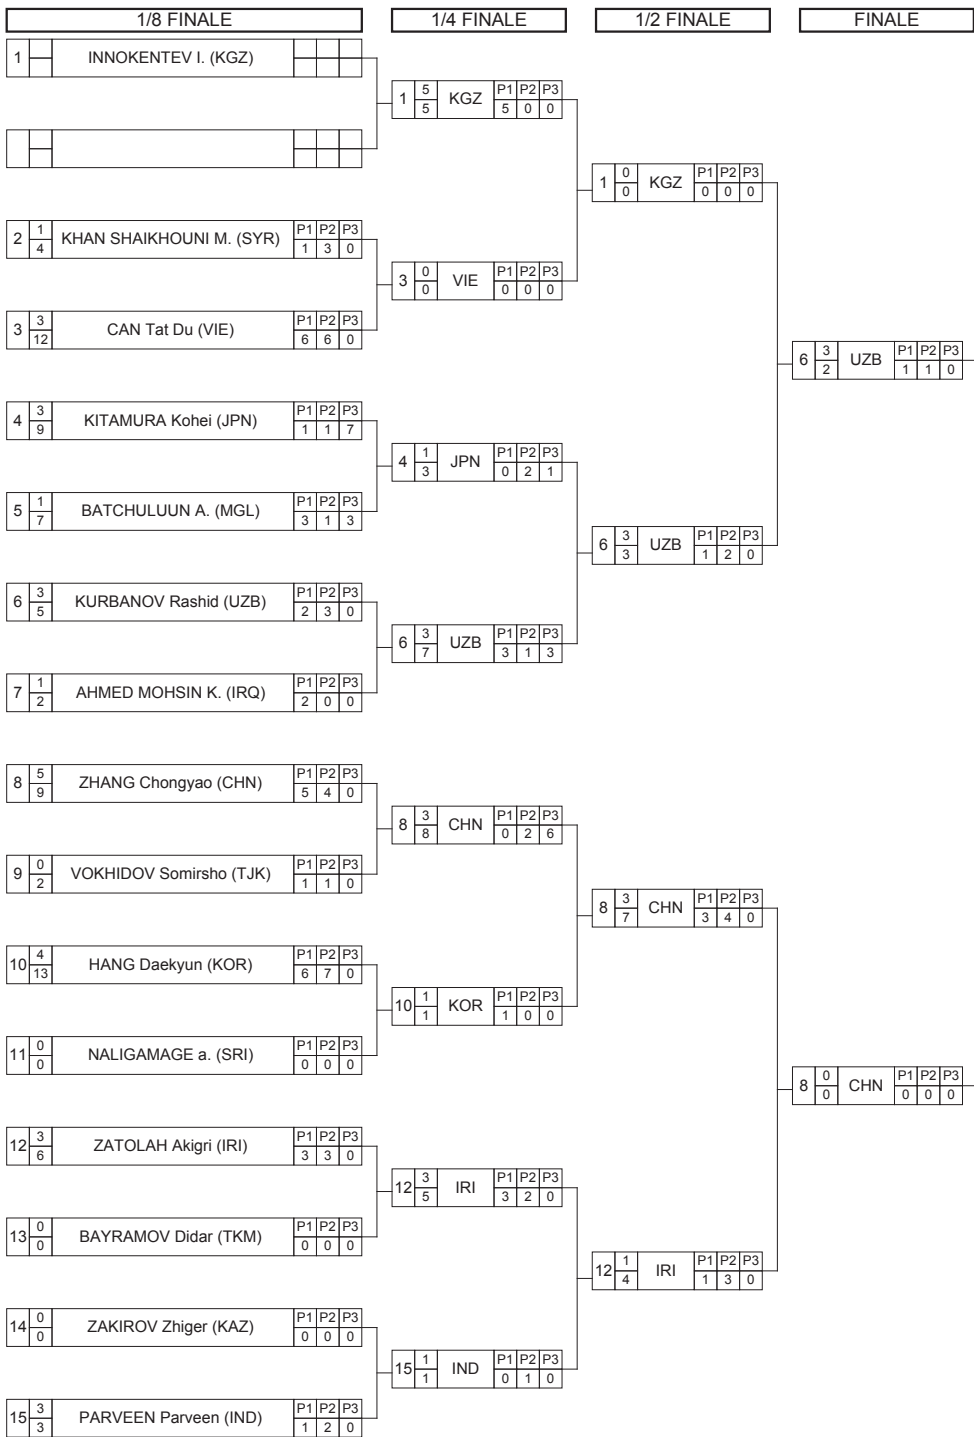 1/8 FINALE 1/4 FINALE 1/2 FINALE FINALE
1 INNOKENTEV I. (KGZ)
5 P1 P2 P3
1 KGZ
5 5 0 0
0 P1 P2 P3
1 KGZ
0 0 0 0
1 P1 P2 P3
2 KHAN SHAIKHOUNI M. (SYR)
4 1 3 0
0 P1 P2 P3
3 VIE
0 0 0 0
3 P1 P2 P3
3 CAN Tat Du (VIE)
12 6 6 0
3 P1 P2 P3
6 UZB
2 1 1 0
3 P1 P2 P3
4 KITAMURA Kohei (JPN)
9 1 1 7
1 P1 P2 P3
4 JPN
3 0 2 1
1 P1 P2 P3
5 BATCHULUUN A. (MGL)
7 3 1 3
3 P1 P2 P3
6 UZB
3 1 2 0
3 P1 P2 P3
6 KURBANOV Rashid (UZB)
5 2 3 0
3 P1 P2 P3
6 UZB
7 3 1 3
1 P1 P2 P3
7 AHMED MOHSIN K. (IRQ)
2 2 0 0
5 P1 P2 P3
8 ZHANG Chongyao (CHN)
9 5 4 0
3 P1 P2 P3
8 CHN
8 0 2 6
0 P1 P2 P3
9 VOKHIDOV Somirsho (TJK)
2 1 1 0
3 P1 P2 P3
8 CHN
7 3 4 0
4 P1 P2 P3
10 HANG Daekyun (KOR)
13 6 7 0
1 P1 P2 P3
10 KOR
1 1 0 0
0 P1 P2 P3
11 NALIGAMAGE a. (SRI)
0 0 0 0
0 P1 P2 P3
8 CHN
0 0 0 0
3 P1 P2 P3
12 ZATOLAH Akigri (IRI)
6 3 3 0
3 P1 P2 P3
12 IRI
5 3 2 0
0 P1 P2 P3
13 BAYRAMOV Didar (TKM)
0 0 0 0
1 P1 P2 P3
12 IRI
4 1 3 0
0 P1 P2 P3
14 ZAKIROV Zhiger (KAZ)
0 0 0 0
1 P1 P2 P3
15 IND
1 0 1 0
3 P1 P2 P3
15 PARVEEN Parveen (IND)
3 1 2 0